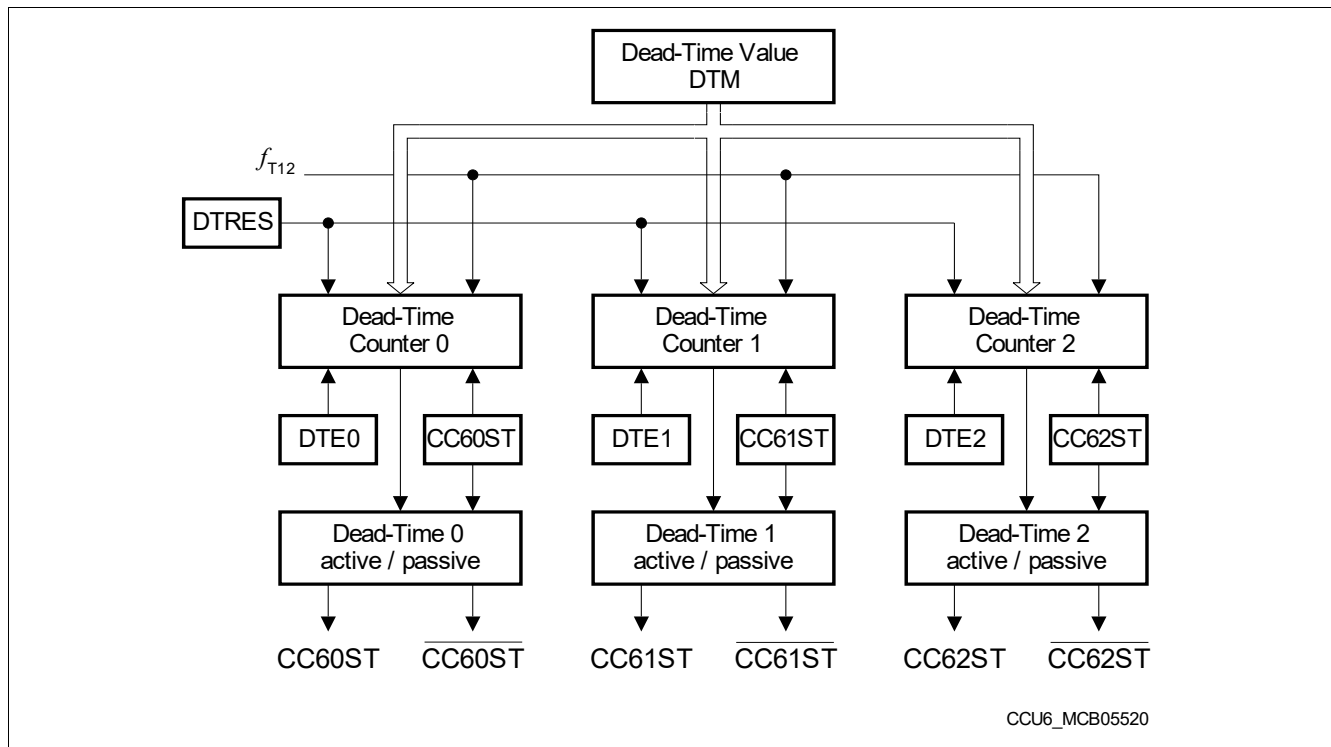 Dead-Time Value
DTM
fT12
DTRES
Dead-Time
Counter 0
Dead-Time
Counter 1
Dead-Time
Counter 2
DTE0
CC60ST
DTE1
CC61ST
DTE2
CC62ST
Dead-Time 0
active / passive
Dead-Time 1
active / passive
Dead-Time 2
active / passive
CC60ST
CC60ST
CC61ST
CC61ST
CC62ST
CC62ST
CCU6_MCB05520